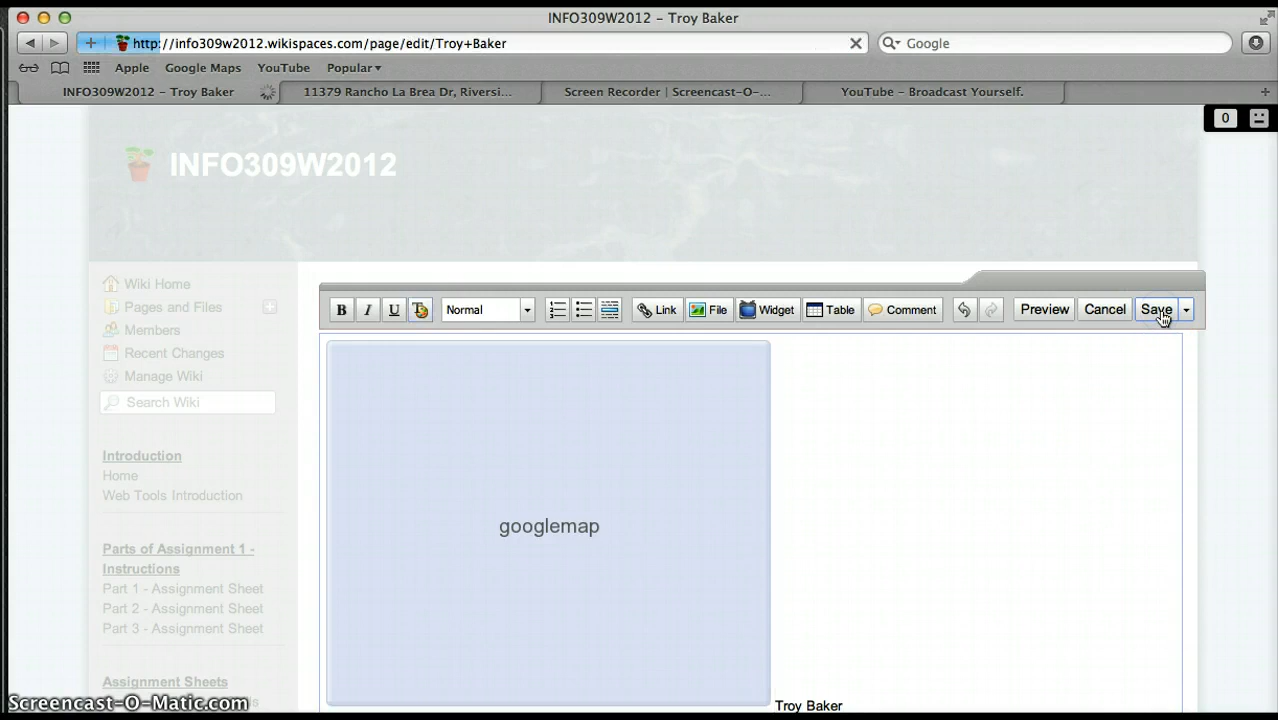 INFO309W2012 – Troy Baker
http://info309w2012.wikispaces.com/page/edit/Troy+Baker
Google
Apple Google Maps YouTube Popular
INFO309W2012 – Troy Baker
11379 Rancho La Brea Dr, Riversi...
Screen Recorder | Screencast-O-...
YouTube – Broadcast Yourself.
0
INFO309W2012
Wiki Home
Pages and Files
Members
Recent Changes
Manage Wiki
Search Wiki
Introduction
Home
Web Tools Introduction
Parts of Assignment 1 -
Instructions
Part 1 - Assignment Sheet
Part 2 - Assignment Sheet
Part 3 - Assignment Sheet
Assignment Sheets
B I U T Normal Link File Widget Table Comment Preview Cancel Save
googlemap
Troy Baker
Screencast-O-Matic.com